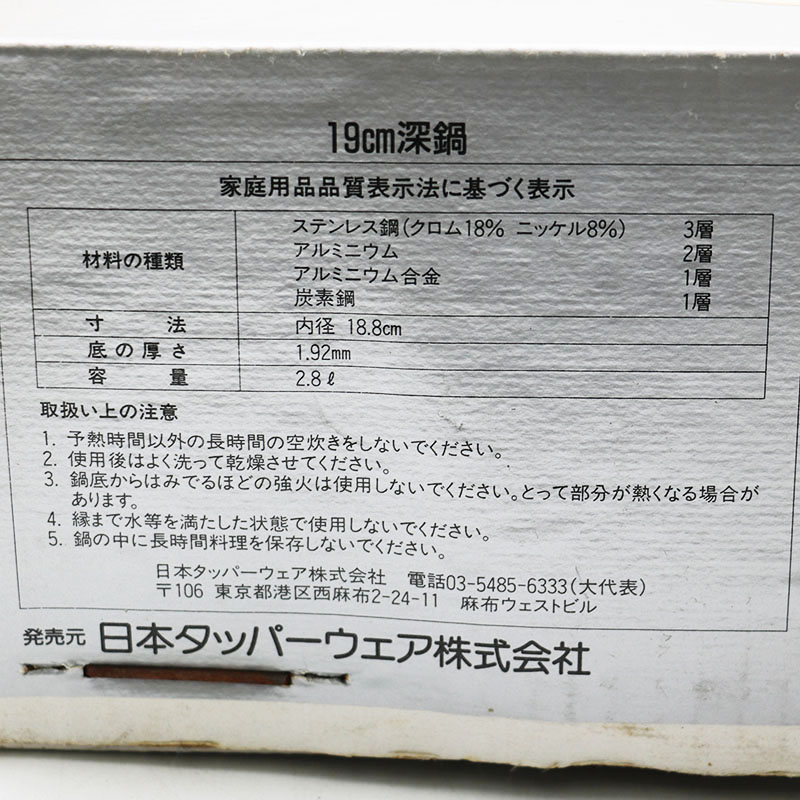 19cm深鍋
家庭用品品質表示法に基づく表示
材料の種類
ステンレス鋼(クロム18% ニッケル8%) 3層
アルミニウム 2層
アルミニウム合金 1層
炭素鋼 1層
寸法 内径 18.8cm
底の厚さ 1.92mm
容量 2.8ℓ
取扱い上の注意
1. 予熱時間以外の長時間の空炊きをしないでください。
2. 使用後はよく洗って乾燥させてください。
3. 鍋底からはみでるほどの強火は使用しないでください。とって部分が熱くなる場合が
あります。
4. 縁まで水等を満たした状態で使用しないでください。
5. 鍋の中に長時間料理を保存しないでください。
日本タッパーウェア株式会社 電話03-5485-6333(大代表)
〒106 東京都港区西麻布2-24-11 麻布ウェストビル
発売元 日本タッパーウェア株式会社